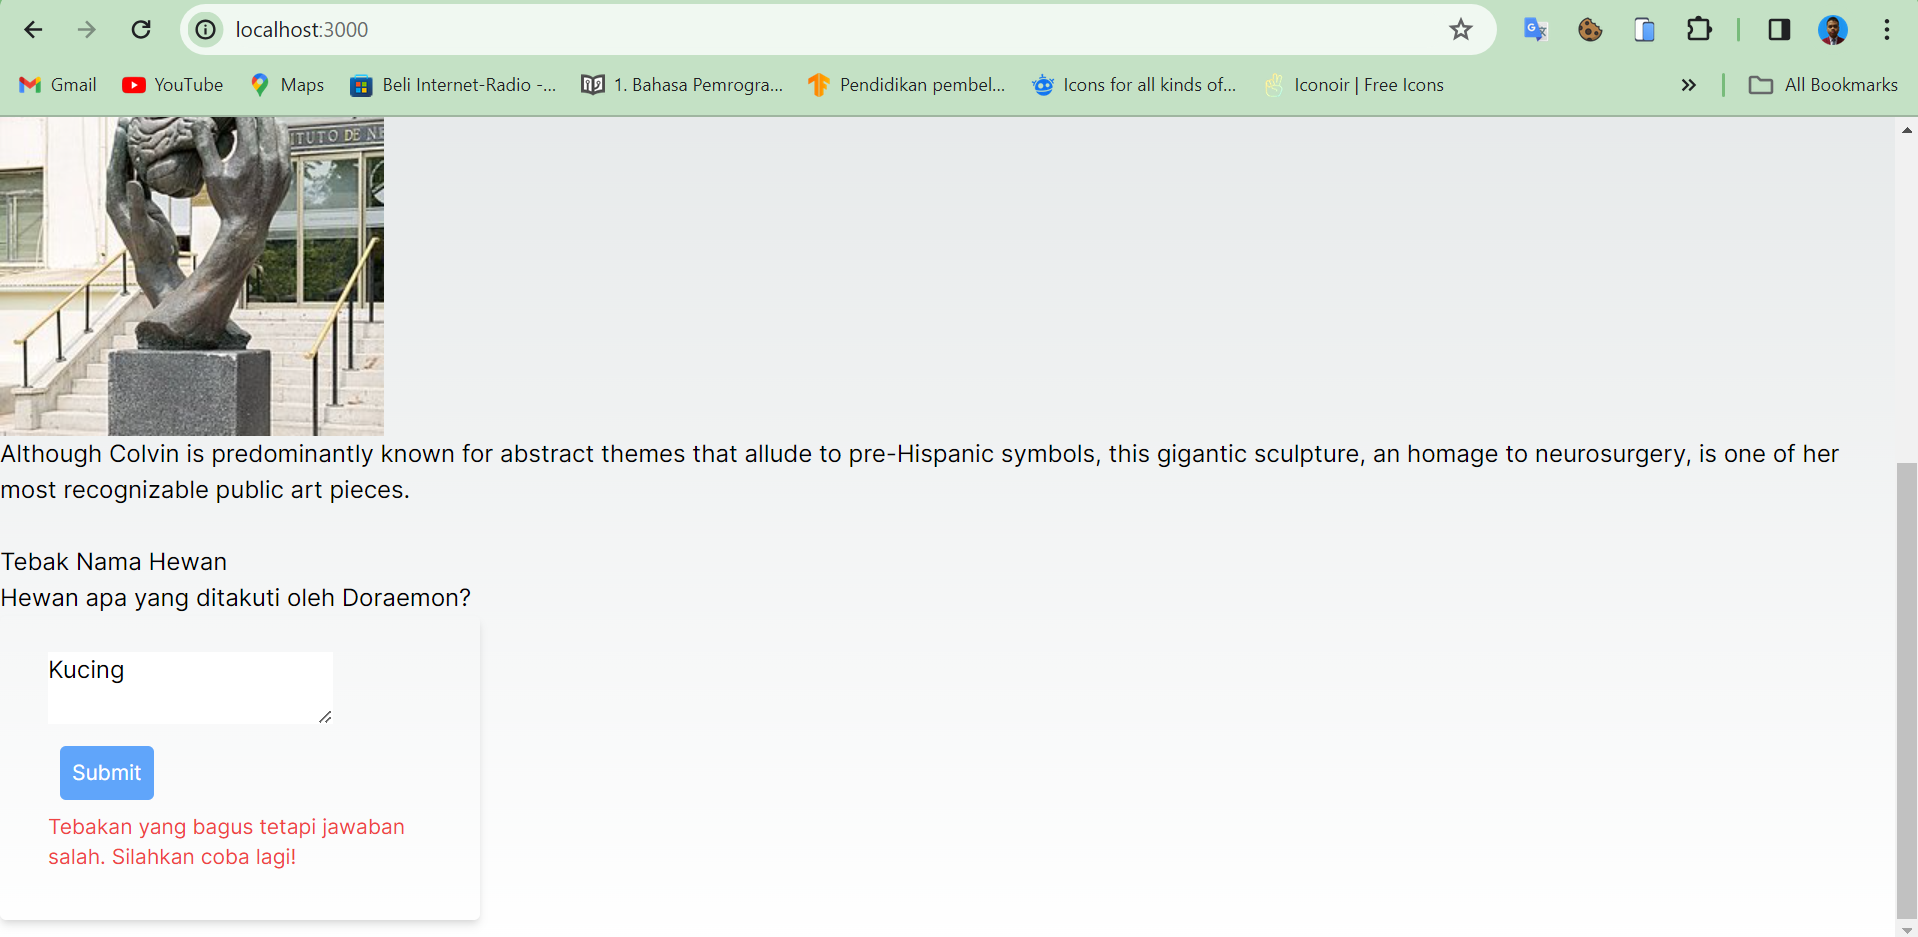 localhost:3000
Gmail YouTube Maps Beli Internet-Radio -... 1. Bahasa Pemrogra... Pendidikan pembel... Icons for all kinds of... Iconoir | Free Icons » All Bookmarks
TUTO DE NE
Although Colvin is predominantly known for abstract themes that allude to pre-Hispanic symbols, this gigantic sculpture, an homage to neurosurgery, is one of her
most recognizable public art pieces.
Tebak Nama Hewan
Hewan apa yang ditakuti oleh Doraemon?
Kucing
Submit
Tebakan yang bagus tetapi jawaban
salah. Silahkan coba lagi!